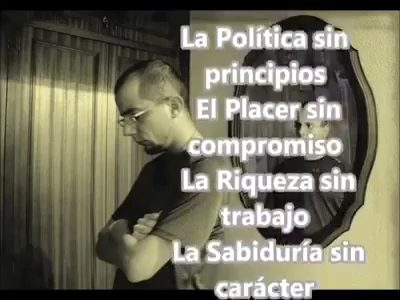 La Política sin
principios
El Placer sin
compromiso
La Riqueza sin
trabajo
La Sabiduría sin
carácter